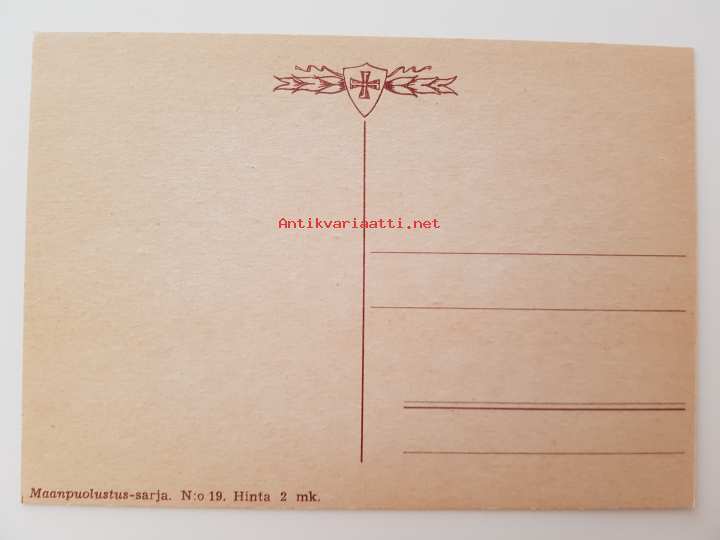 Antikvariaatti.net
Maanpuolustus-sarja. N:o 19. Hinta 2 mk.